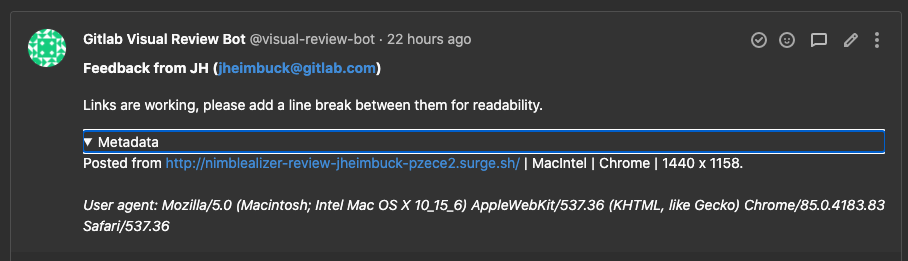 Gitlab Visual Review Bot @visual-review-bot · 22 hours ago
Feedback from JH (jheimbuck@gitlab.com)
Links are working, please add a line break between them for readability.
▼ Metadata
Posted from http://nimblealizer-review-jheimbuck-pzece2.surge.sh/ | MacIntel | Chrome | 1440 x 1158.
User agent: Mozilla/5.0 (Macintosh; Intel Mac OS X 10_15_6) AppleWebKit/537.36 (KHTML, like Gecko) Chrome/85.0.4183.83
Safari/537.36